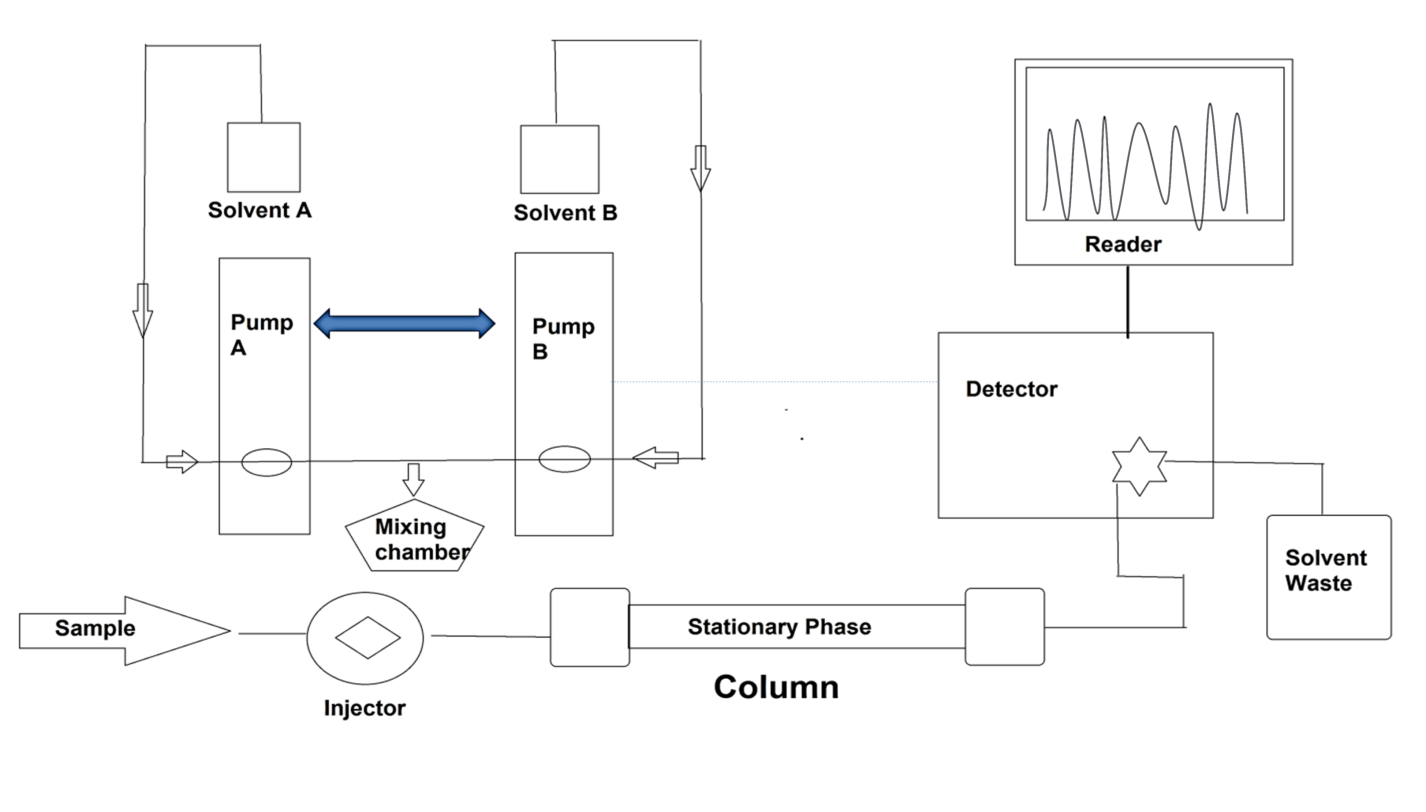 Solvent A
Solvent B
Reader
Pump
A
Pump
B
Detector
Mixing
chamber
Solvent
Waste
Sample
Stationary Phase
Column
Injector